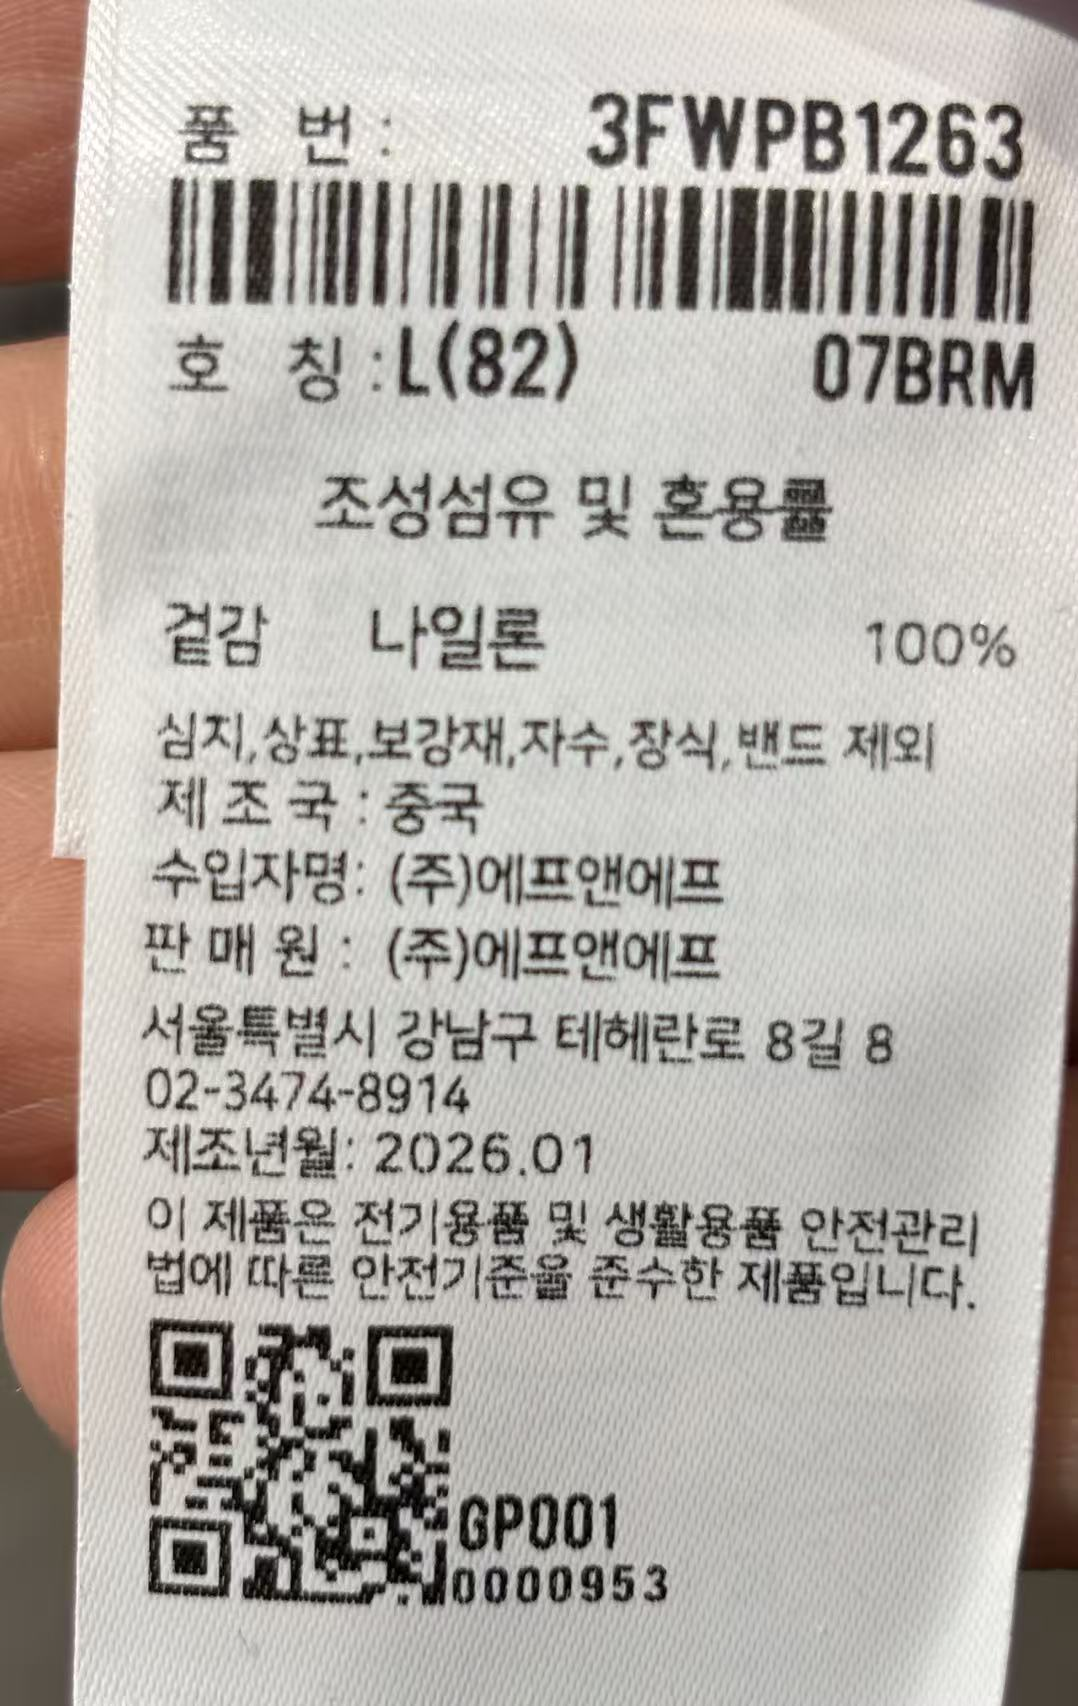 품 번 : 3FWPB1263
호 칭 : L(82) 07BRM
조성섬유 및 혼용률
겉감 나일론 100%
심지,상표,보강재,자수,장식,밴드 제외
제 조 국 : 중국
수입자명: (주)에프앤에프
판 매 원 : (주)에프앤에프
서울특별시 강남구 테헤란로 8길 8
02-3474-8914
제조년월: 2026.01
이 제품은 전기용품 및 생활용품 안전관리
법에 따른 안전기준을 준수한 제품입니다.
GP001
0000953